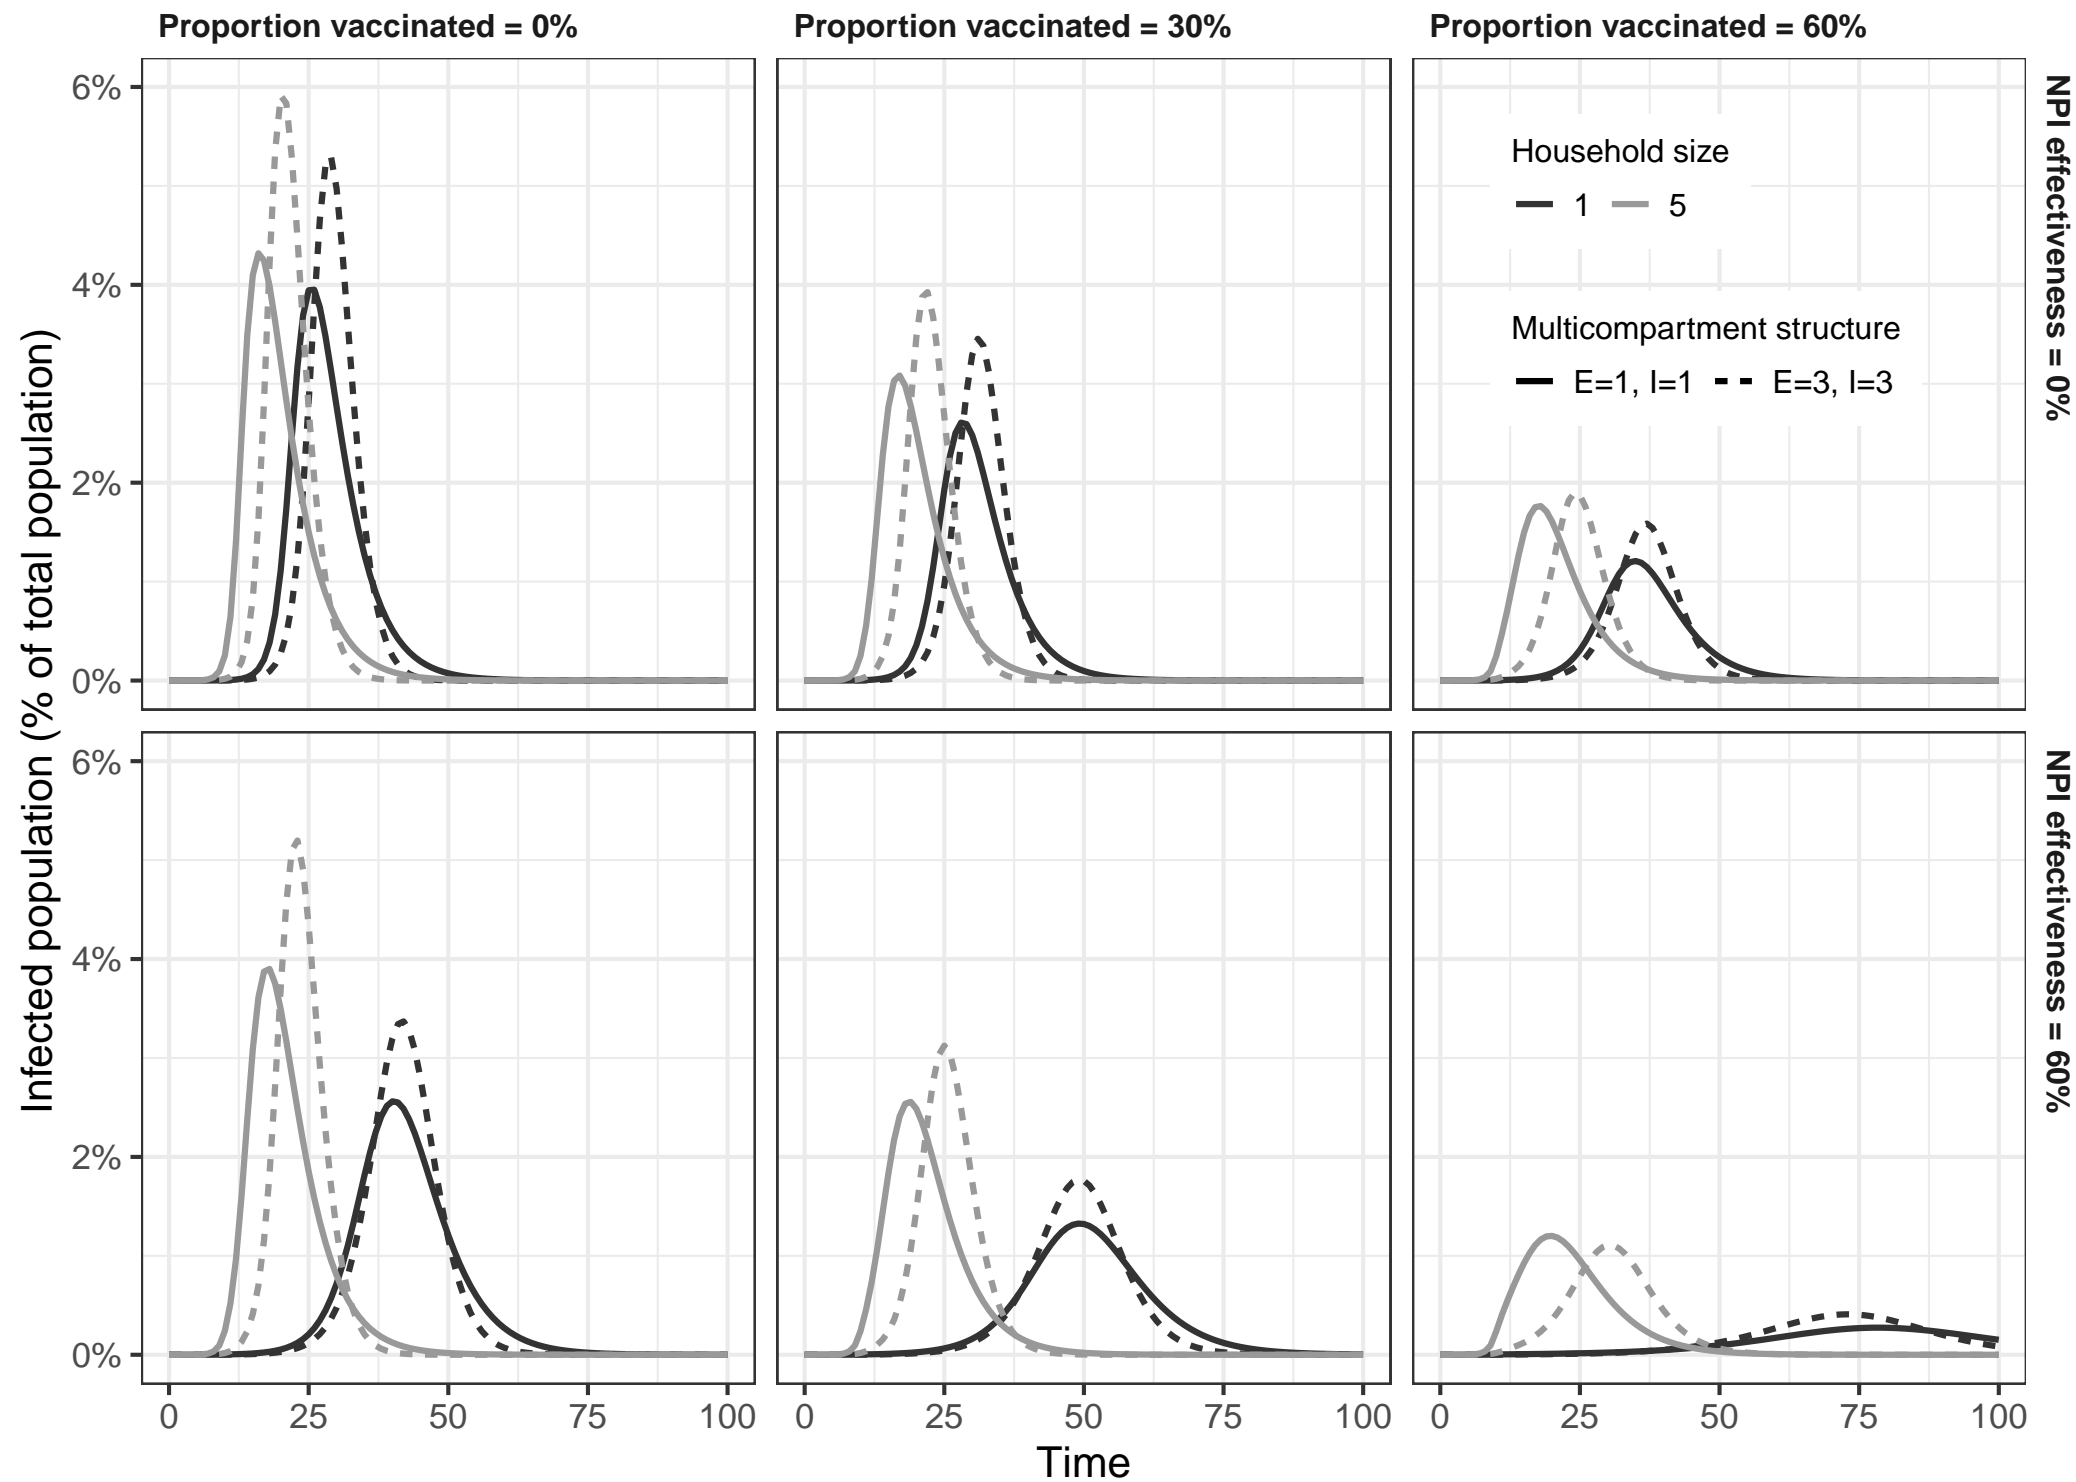 Proportion vaccinated = 0%
Proportion vaccinated = 30%
Proportion vaccinated = 60%
NPI effectiveness = 0%
NPI effectiveness = 60%
Infected population (% of total population)
6%
4%
2%
0%
6%
4%
2%
0%
Household size
1 5
Multicompartment structure
E=1, I=1 E=3, I=3
0 25 50 75 100
0 25 50 75 100
0 25 50 75 100
Time